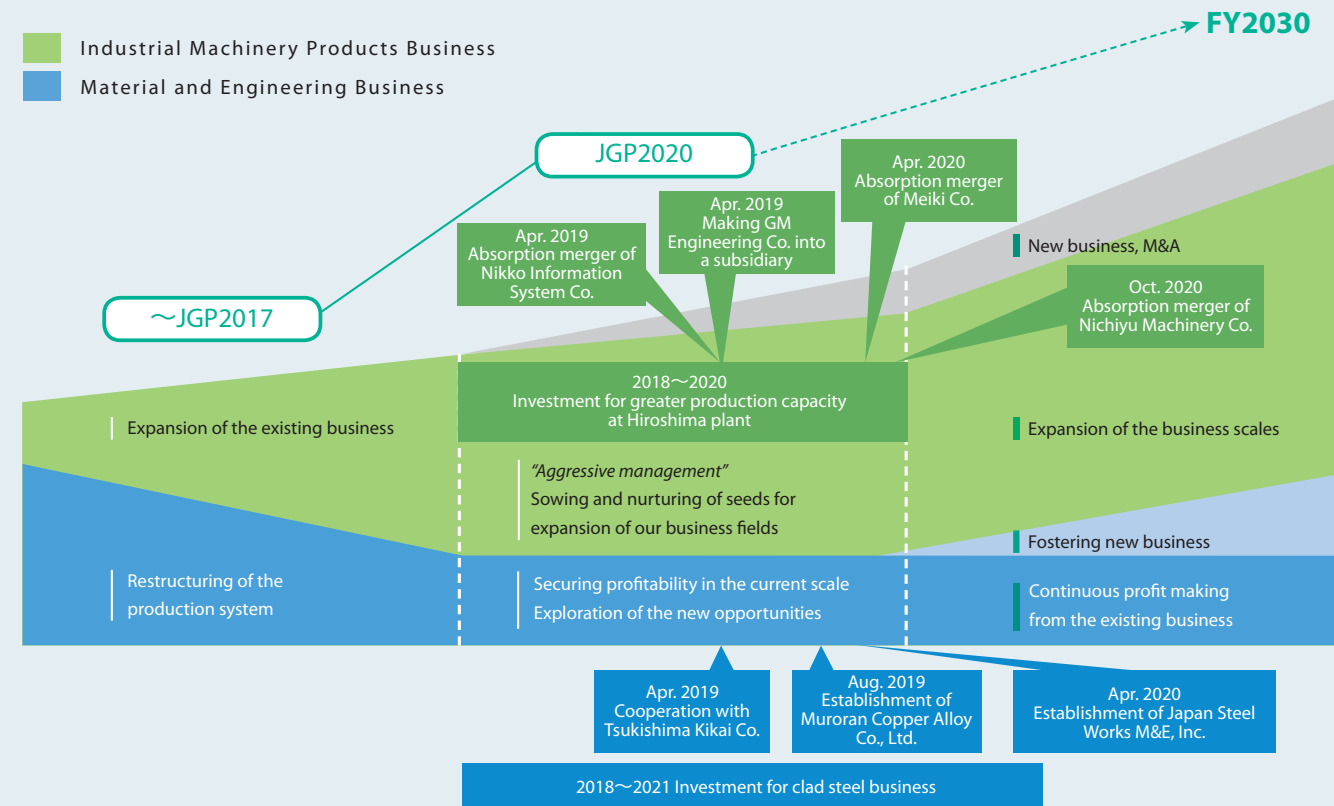 FY2030
Industrial Machinery Products Business
Material and Engineering Business
JGP2020
～JGP2017
Apr. 2019
Absorption merger of
Nikko Information
System Co.
Apr. 2019
Making GM
Engineering Co. into
a subsidiary
Apr. 2020
Absorption merger
of Meiki Co.
New business, M&A
Oct. 2020
Absorption merger of
Nichiyu Machinery Co.
2018～2020
Investment for greater production capacity
at Hiroshima plant
Expansion of the existing business
Expansion of the business scales
“Aggressive management”
Sowing and nurturing of seeds for
expansion of our business fields
Fostering new business
Restructuring of the
production system
Securing profitability in the current scale
Exploration of the new opportunities
Continuous profit making
from the existing business
Apr. 2019
Cooperation with
Tsukishima Kikai Co.
Aug. 2019
Establishment of
Muroran Copper Alloy
Co., Ltd.
Apr. 2020
Establishment of Japan Steel
Works M&E, Inc.
2018～2021 Investment for clad steel business